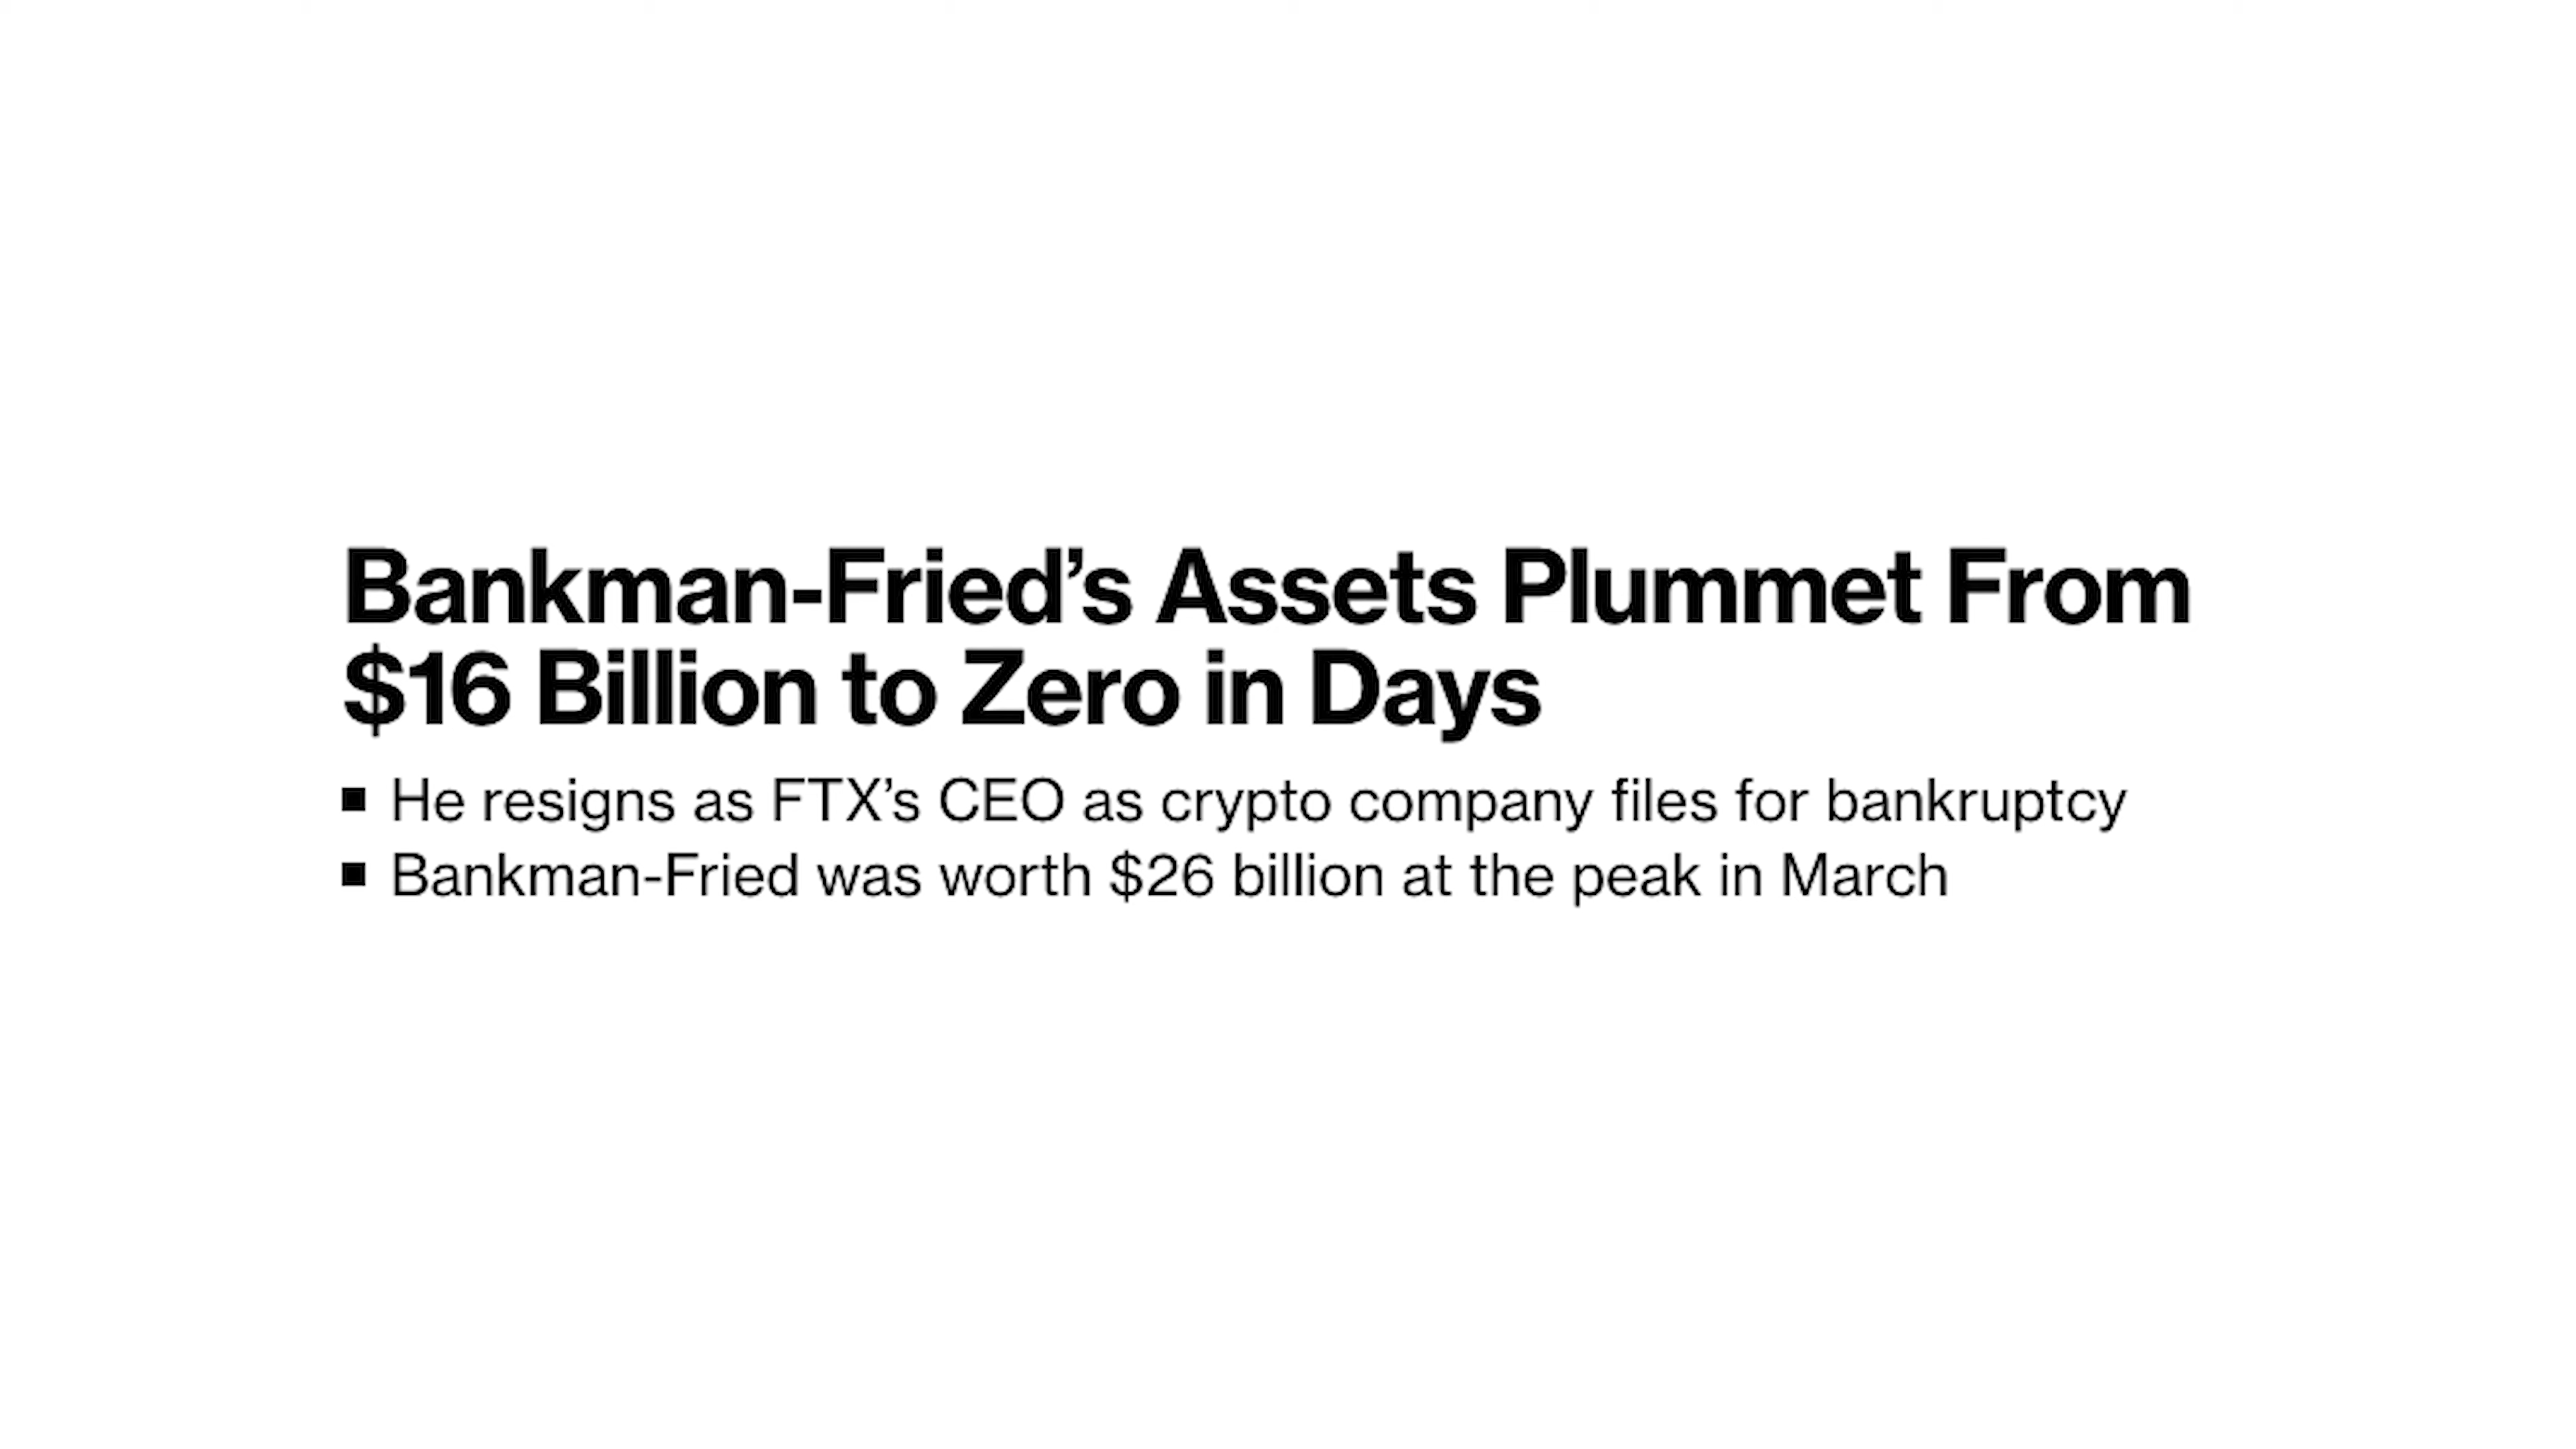 Bankman-Fried’s Assets Plummet From
$16 Billion to Zero in Days
▪ He resigns as FTX’s CEO as crypto company files for bankruptcy
▪ Bankman-Fried was worth $26 billion at the peak in March